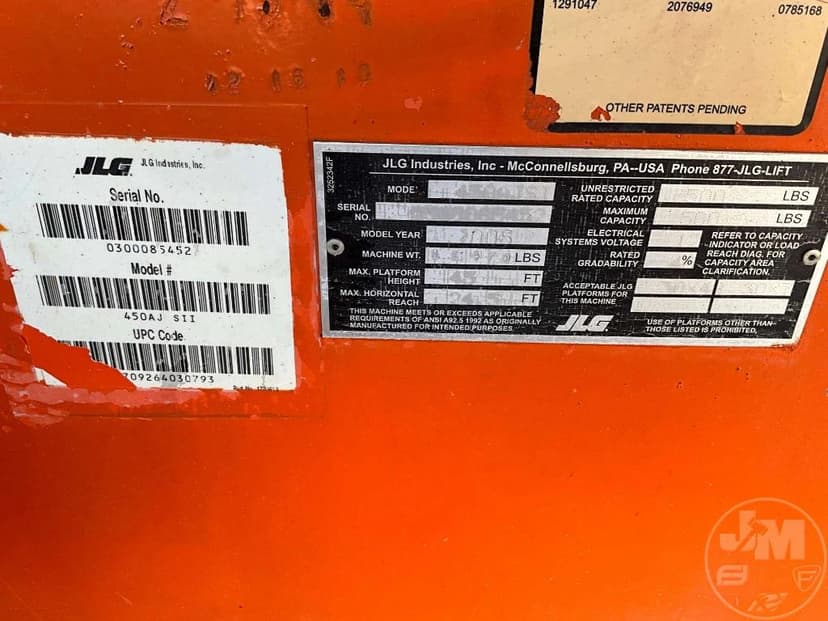 1291047 2076949 0785168
OTHER PATENTS PENDING
JLG JLG Industries, Inc.
Serial No.
0300085452
Model #
450AJ SII
UPC Code
709264030793
3252342F
JLG Industries, Inc - McConnellsburg, PA--USA Phone 877-JLG-LIFT
MODEL
SERIAL NO.
MODEL YEAR
MACHINE WT. LBS
MAX. PLATFORM HEIGHT FT
MAX. HORIZONTAL REACH FT
THIS MACHINE MEETS OR EXCEEDS APPLICABLE
REQUIREMENTS OF ANSI A92.5 1992 AS ORIGINALLY
MANUFACTURED FOR INTENDED PURPOSES.
UNRESTRICTED
RATED CAPACITY 500 LBS
MAXIMUM
CAPACITY 500 LBS
ELECTRICAL
SYSTEMS VOLTAGE
RATED
GRADABILITY %
REFER TO CAPACITY
INDICATOR OR LOAD
REACH DIAG. FOR
CAPACITY AREA
CLARIFICATION.
ACCEPTABLE JLG
PLATFORMS FOR
THIS MACHINE
JLG
USE OF PLATFORMS OTHER THAN
THOSE LISTED IS PROHIBITED.
JM